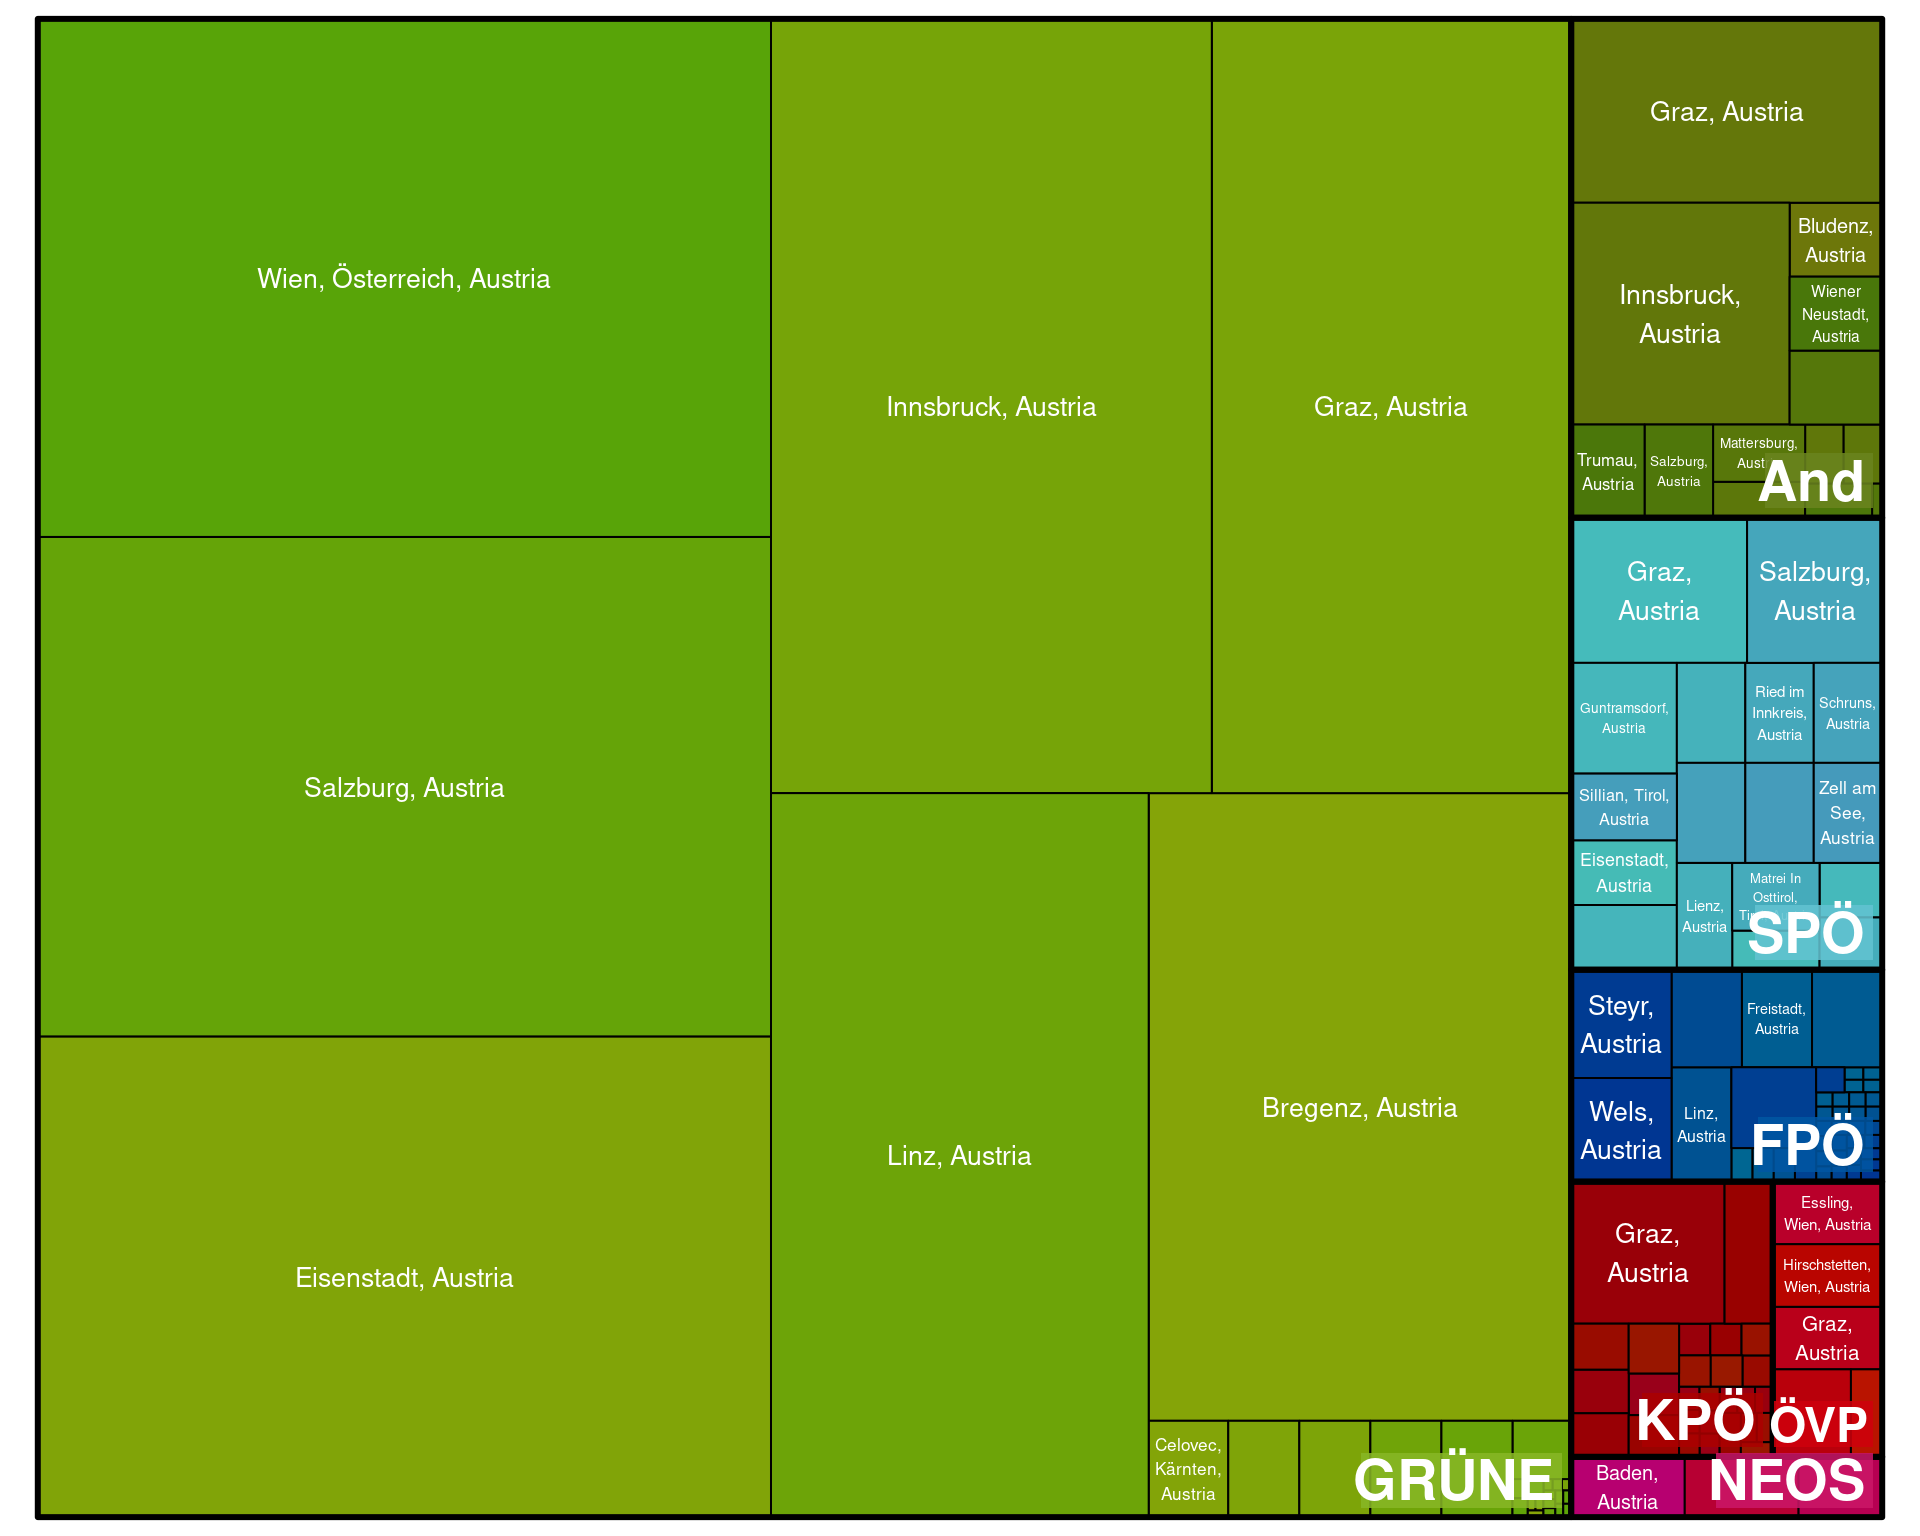 Wien, Österreich, Austria
Salzburg, Austria
Eisenstadt, Austria
Innsbruck, Austria
Graz, Austria
Linz, Austria
Bregenz, Austria
Celovec,
Kärnten,
Austria
GRÜNE
Graz, Austria
Innsbruck,
Austria
Bludenz,
Austria
Wiener
Neustadt,
Austria
Trumau,
Austria
Salzburg,
Austria
Mattersburg,
And
Graz,
Austria
Salzburg,
Austria
Guntramsdorf,
Austria
Ried im
Innkreis,
Austria
Schruns,
Austria
Sillian, Tirol,
Austria
Zell am
See,
Austria
Eisenstadt,
Austria
Lienz,
Austria
Matrei In
Osttirol,
SPÖ
Steyr,
Austria
Freistadt,
Austria
Wels,
Austria
Linz,
Austria
FPÖ
Graz,
Austria
KPÖ
Essling,
Wien, Austria
Hirschstetten,
Wien, Austria
Graz,
Austria
ÖVP
Baden,
Austria
NEOS